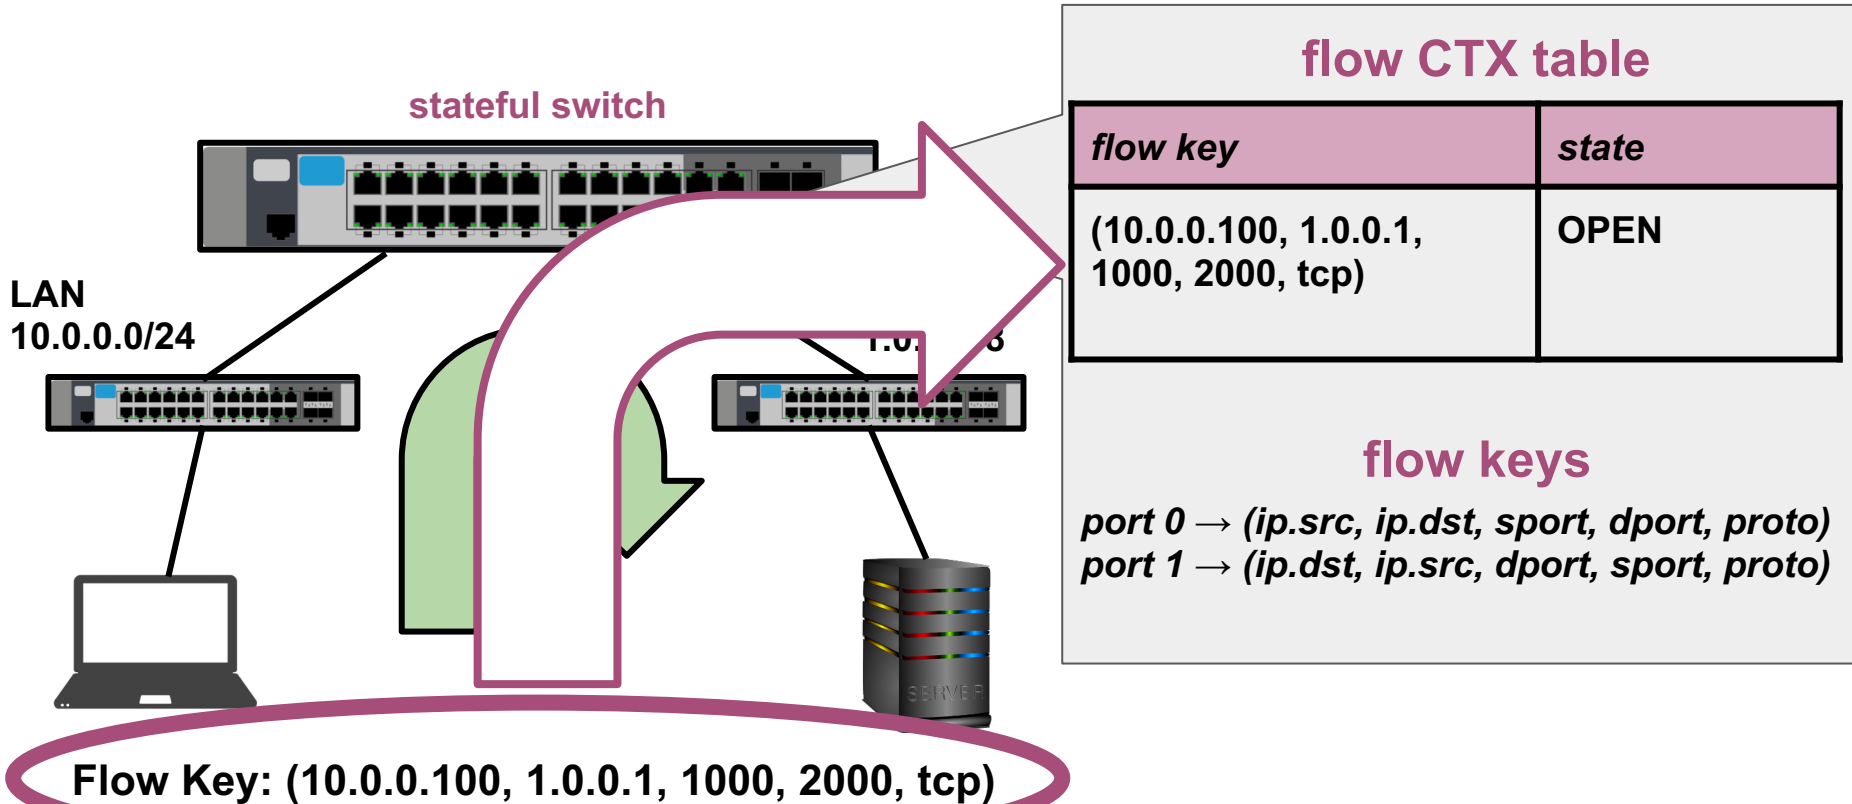 flow CTX table
stateful switch
flow key
state
(10.0.0.100, 1.0.0.1,
1000, 2000, tcp)
OPEN
LAN
10.0.0.0/24
flow keys
port 0 → (ip.src, ip.dst, sport, dport, proto)
port 1 → (ip.dst, ip.src, dport, sport, proto)
SERVER
Flow Key: (10.0.0.100, 1.0.0.1, 1000, 2000, tcp)